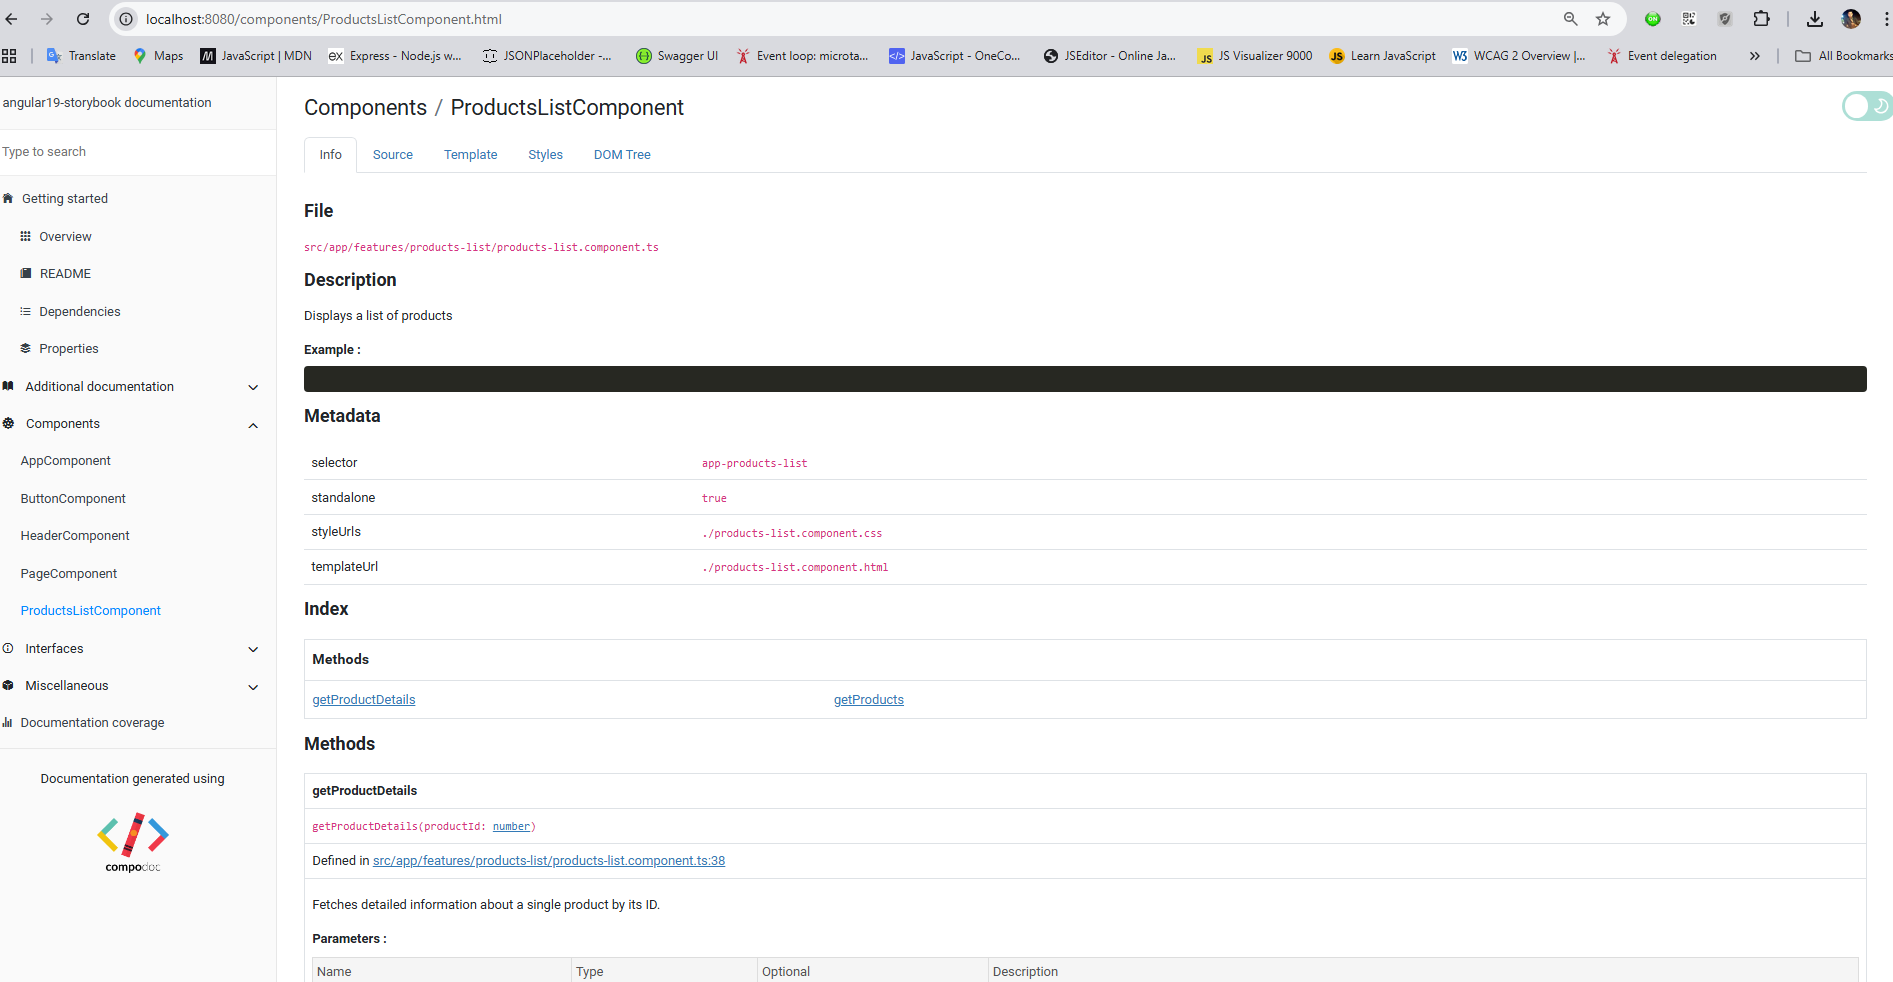 localhost:8080/components/ProductsListComponent.html
Translate Maps JavaScript | MDN Express - Node.js w... JSONPlaceholder -... Swagger UI Event loop: microta... JavaScript - OneCo... JSEditor - Online Ja... JS Visualizer 9000 Learn JavaScript WCAG 2 Overview |... Event delegation All Bookmarks
angular19-storybook documentation
Type to search
Getting started
Overview
README
Dependencies
Properties
Additional documentation
Components
AppComponent
ButtonComponent
HeaderComponent
PageComponent
ProductsListComponent
Interfaces
Miscellaneous
Documentation coverage
Documentation generated using
compodoc
Components / ProductsListComponent
Info Source Template Styles DOM Tree
File
src/app/features/products-list/products-list.component.ts
Description
Displays a list of products
Example :
Metadata
selector app-products-list
standalone true
styleUrls ./products-list.component.css
templateUrl ./products-list.component.html
Index
Methods
getProductDetails getProducts
Methods
getProductDetails
getProductDetails(productId: number)
Defined in src/app/features/products-list/products-list.component.ts:38
Fetches detailed information about a single product by its ID.
Parameters :
Name Type Optional Description